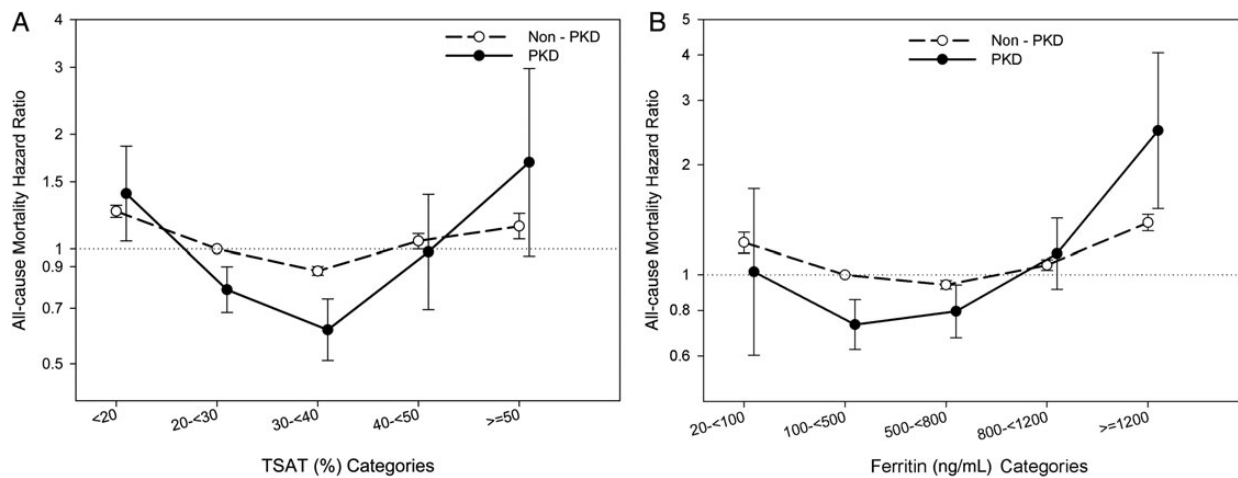 A
Non - PKD
PKD
All-cause Mortality Hazard Ratio
4
3
2
1.5
1
0.9
0.7
0.5
<20
20-<30
30-<40
40-<50
>=50
TSAT (%) Categories
B
Non - PKD
PKD
All-cause Mortality Hazard Ratio
5
4
3
2
1
0.8
0.6
20-<100
100-<500
500-<800
800-<1200
>=1200
Ferritin (ng/mL) Categories